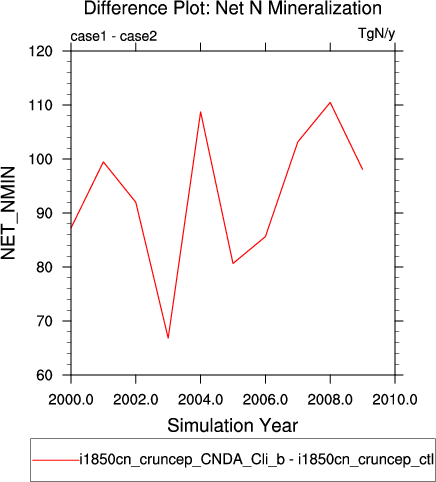 Difference Plot: Net N Mineralization
case1 - case2
TgN/y
120
110
100
90
80
70
60
NET_NMIN
2000.0 2002.0 2004.0 2006.0 2008.0 2010.0
Simulation Year
i1850cn_cruncep_CNDA_Cli_b - i1850cn_cruncep_ctl